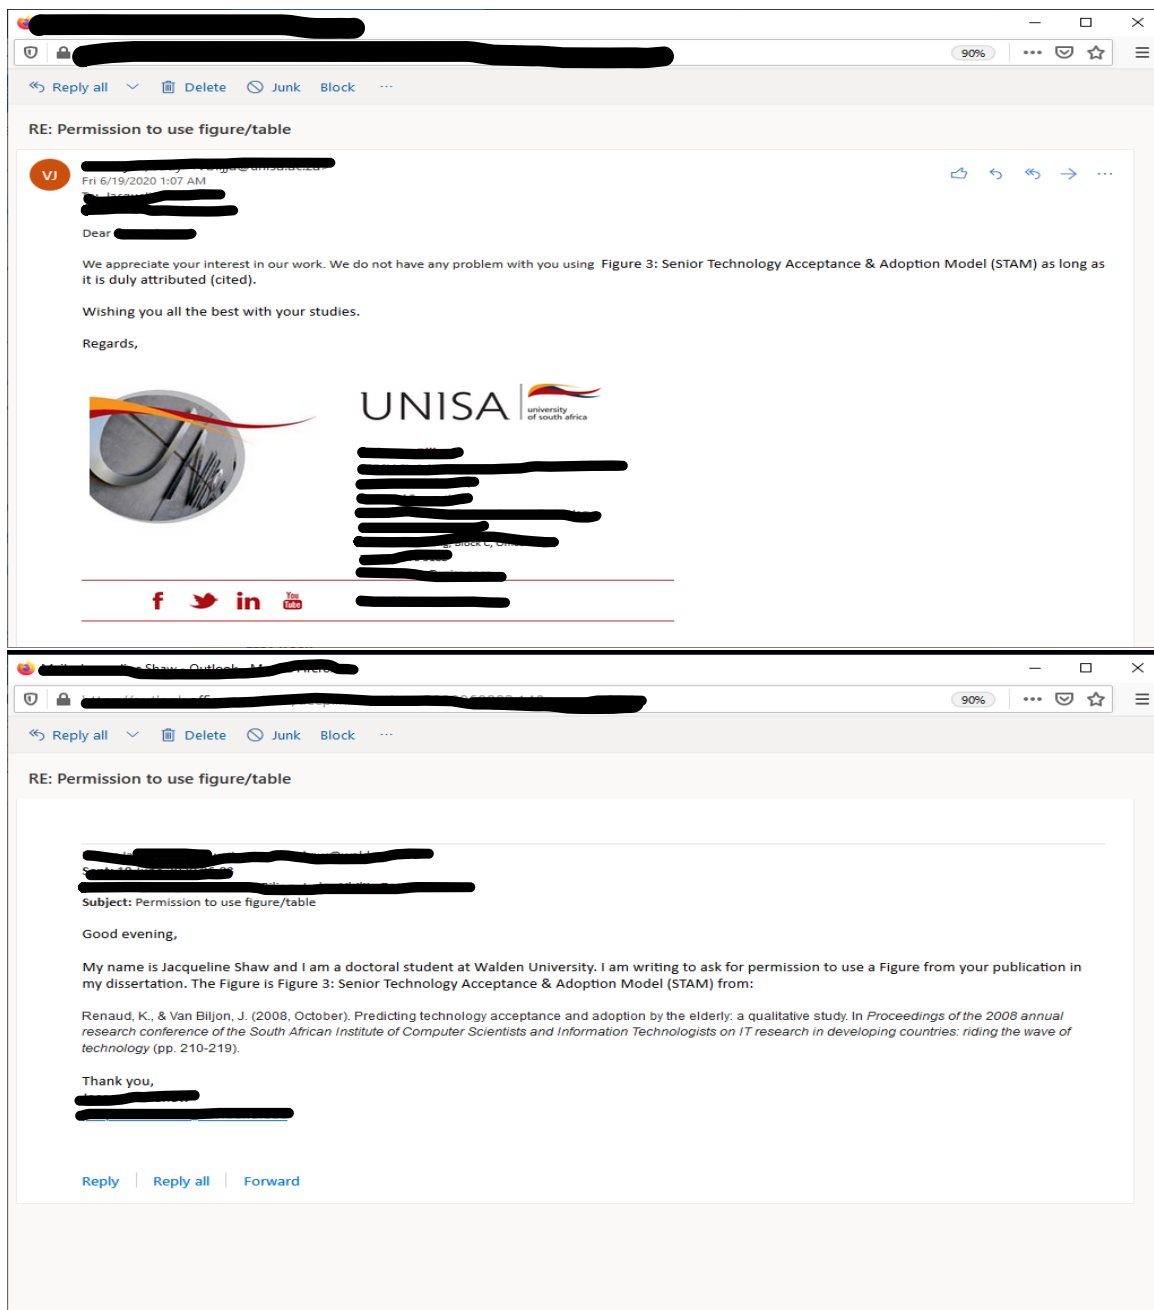 90%
Reply all
Delete
Junk
Block
RE: Permission to use figure/table
VJ
Fri 6/19/2020 1:07 AM
Dear
We appreciate your interest in our work. We do not have any problem with you using Figure 3: Senior Technology Acceptance & Adoption Model (STAM) as long as
it is duly attributed (cited).
Wishing you all the best with your studies.
Regards,
UNISA
university
of south africa
f in You
Tube
90%
Reply all
Delete
Junk
Block
RE: Permission to use figure/table
Subject: Permission to use figure/table
Good evening,
My name is Jacqueline Shaw and I am a doctoral student at Walden University. I am writing to ask for permission to use a Figure from your publication in
my dissertation. The Figure is Figure 3: Senior Technology Acceptance & Adoption Model (STAM) from:
Renaud, K., & Van Biljon, J. (2008, October). Predicting technology acceptance and adoption by the elderly: a qualitative study. In Proceedings of the 2008 annual
research conference of the South African Institute of Computer Scientists and Information Technologists on IT research in developing countries: riding the wave of
technology (pp. 210-219).
Thank you,
Reply
Reply all
Forward